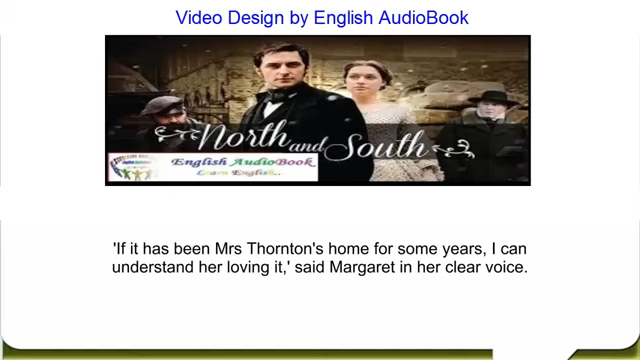 Video Design by English AudioBook
North and South
English AudioBook
Learn English...
'If it has been Mrs Thornton's home for some years, I can
understand her loving it,' said Margaret in her clear voice.